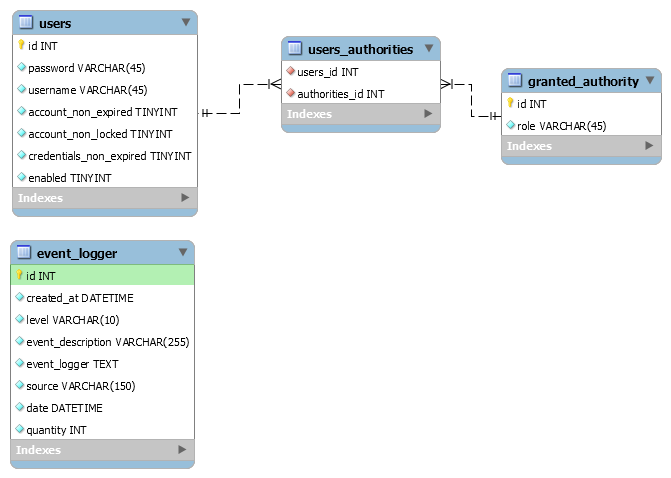 users
id INT
password VARCHAR(45)
username VARCHAR(45)
account_non_expired TINYINT
account_non_locked TINYINT
credentials_non_expired TINYINT
enabled TINYINT
Indexes
users_authorities
users_id INT
authorities_id INT
Indexes
granted_authority
id INT
role VARCHAR(45)
Indexes
event_logger
id INT
created_at DATETIME
level VARCHAR(10)
event_description VARCHAR(255)
event_logger TEXT
source VARCHAR(150)
date DATETIME
quantity INT
Indexes